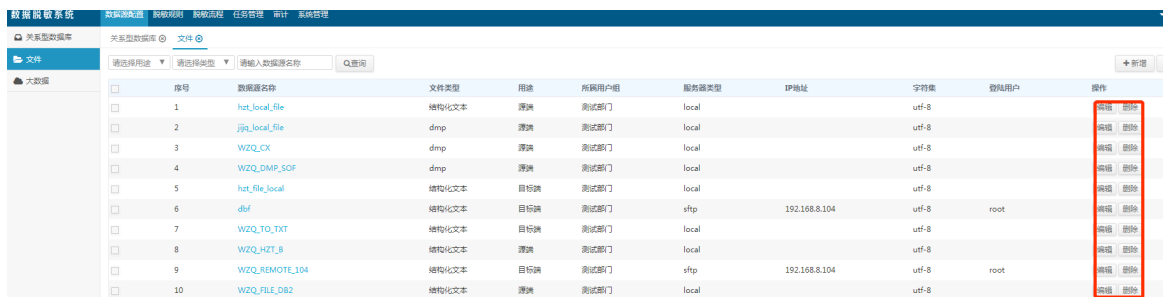 数据脱敏系统 数据源配置 脱敏规则 脱敏流程 任务管理 审计 系统管理
关系型数据库 关系型数据库 文件
文件 请选择用途 请选择类型 请输入数据源名称 查询 +新增
大数据
序号 数据源名称 文件类型 用途 所属用户组 服务器类型 IP地址 字符集 登陆用户 操作
1 hzt_local_file 结构化文本 源端 测试部门 local utf-8 编辑 删除
2 jijq_local_file dmp 源端 测试部门 local utf-8 编辑 删除
3 WZQ_CX dmp 源端 测试部门 local utf-8 编辑 删除
4 WZQ_DMP_SOF dmp 源端 测试部门 local utf-8 编辑 删除
5 hzt_file_local 结构化文本 目标端 测试部门 local utf-8 编辑 删除
6 dbf 结构化文本 目标端 测试部门 sftp 192.168.8.104 utf-8 root 编辑 删除
7 WZQ_TO_TXT 结构化文本 目标端 测试部门 local utf-8 编辑 删除
8 WZQ_HZT_B 结构化文本 源端 测试部门 local utf-8 编辑 删除
9 WZQ_REMOTE_104 结构化文本 目标端 测试部门 sftp 192.168.8.104 utf-8 root 编辑 删除
10 WZQ_FILE_DB2 结构化文本 源端 测试部门 local utf-8 编辑 删除